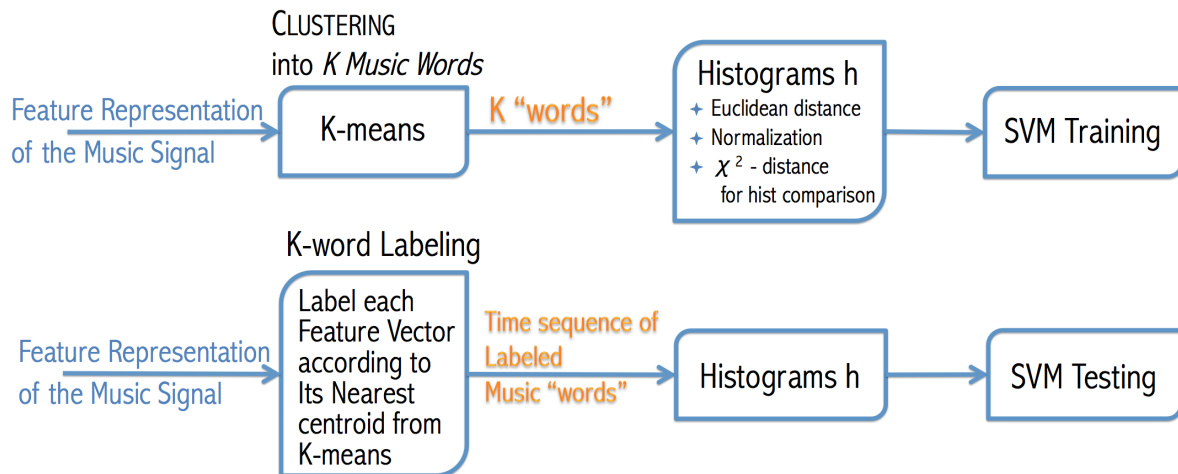 CLUSTERING
into K Music Words
Feature Representation
of the Music Signal
K-means
K “words”
Histograms h
✦ Euclidean distance
✦ Normalization
✦ χ² - distance
for hist comparison
SVM Training
K-word Labeling
Feature Representation
of the Music Signal
Label each
Feature Vector
according to
Its Nearest
centroid from
K-means
Time sequence of
Labeled
Music “words”
Histograms h
SVM Testing